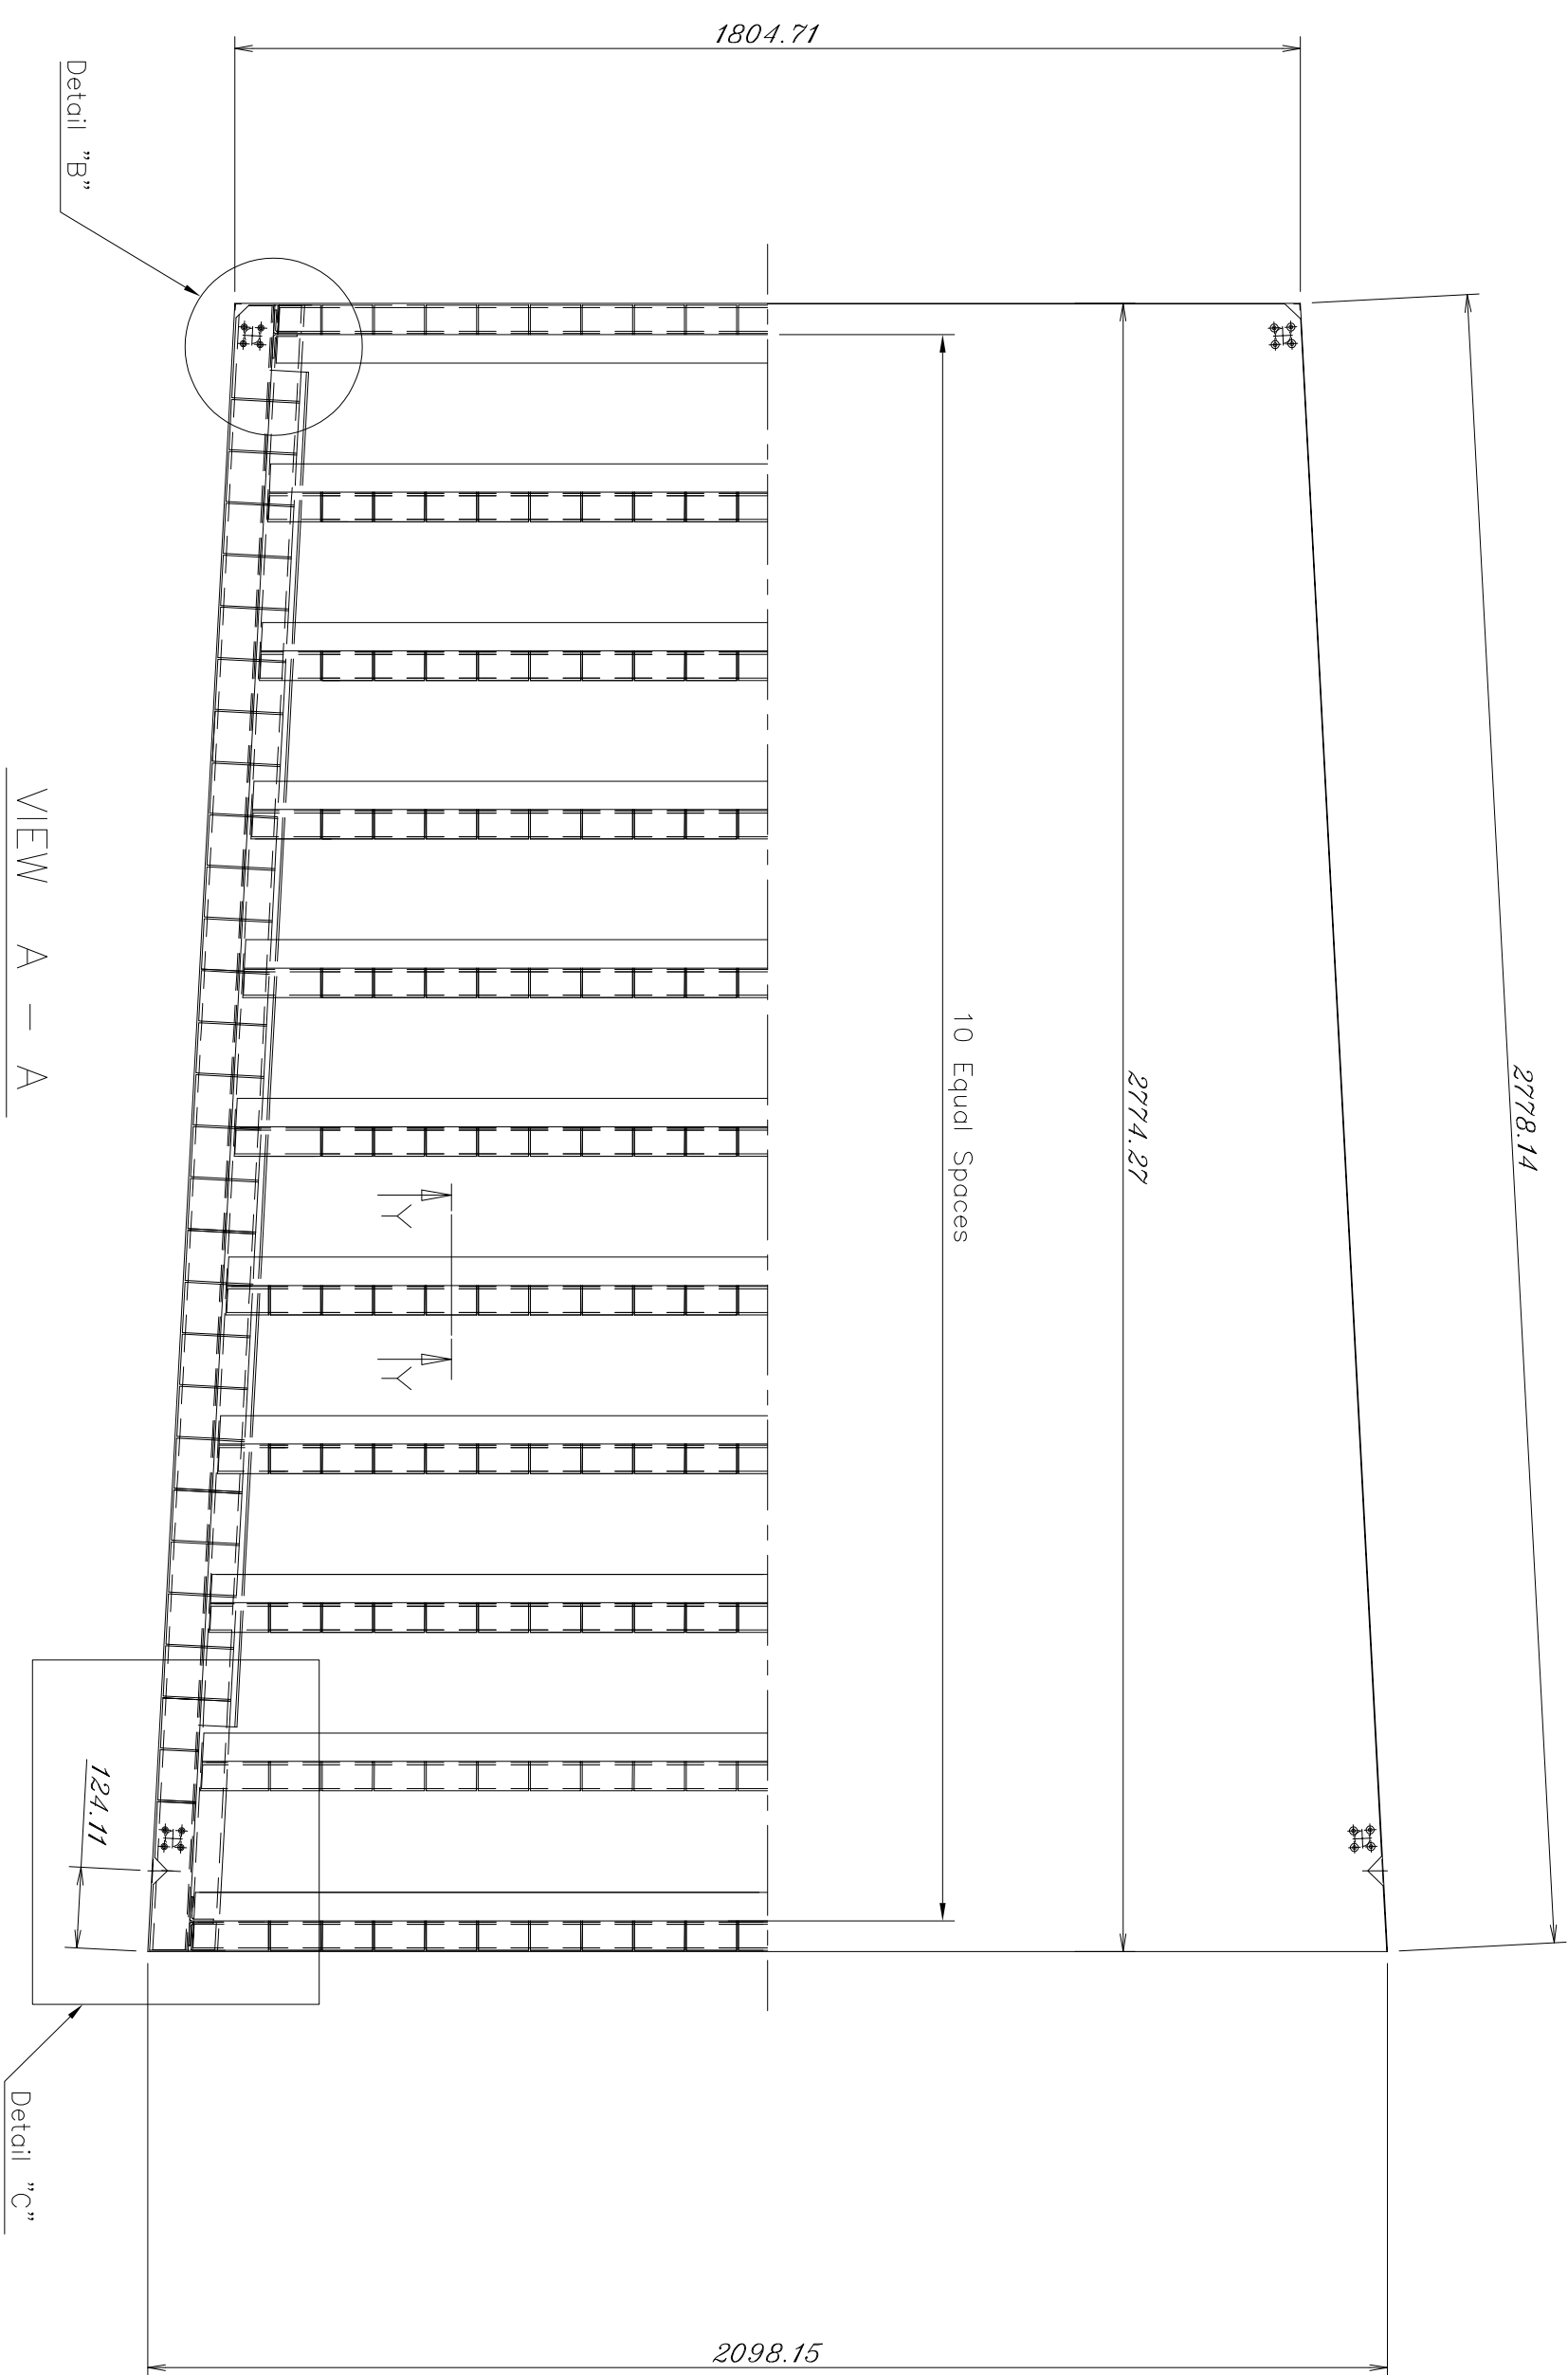 1804.71
Detail "B"
2778.14
2774.27
10 Equal Spaces
Y
Y
VIEW A – A
124.11
Detail "C"
2098.15